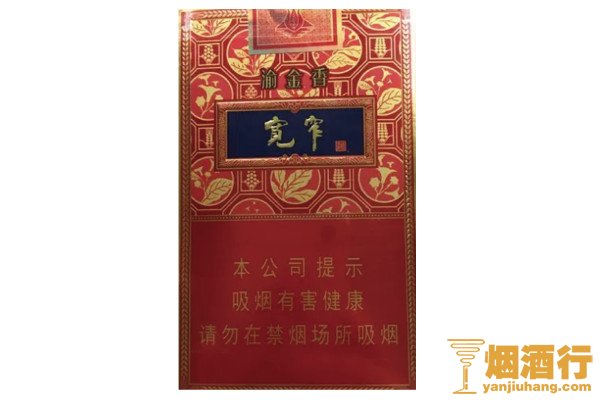 渝金香
宽窄
本公司提示
吸烟有害健康
请勿在禁烟场所吸烟
烟酒行
yanjiuhang.com